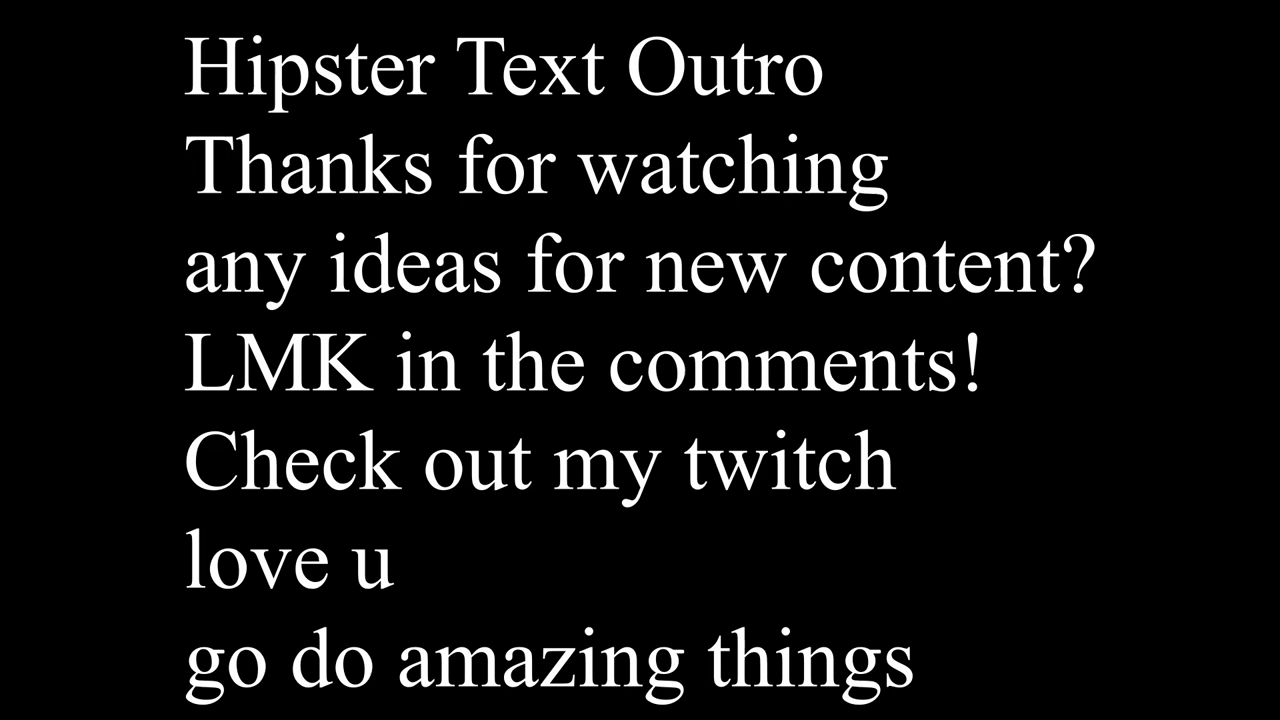 Hipster Text Outro
Thanks for watching
any ideas for new content?
LMK in the comments!
Check out my twitch
love u
go do amazing things